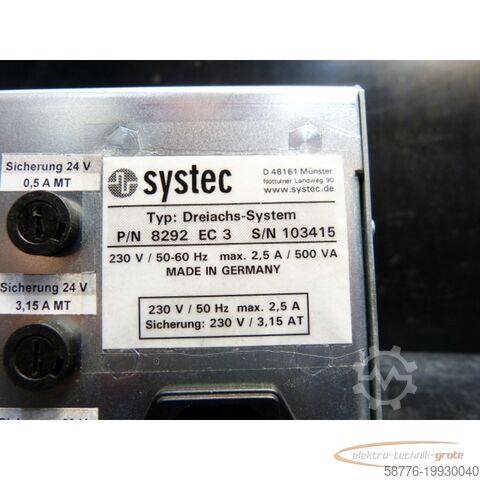 Sicherung 24 V
0,5 A MT
Sicherung 24 V
3,15 A MT
systec
D 48161 Münster
Nottulner Landweg 90
www.systec.de
Typ: Dreiachs-System
P/N 8292 EC 3 S/N 103415
230 V / 50-60 Hz max. 2,5 A / 500 VA
MADE IN GERMANY
230 V / 50 Hz max. 2,5 A
Sicherung: 230 V / 3,15 AT
elektro-technik-grote
58776-19930040